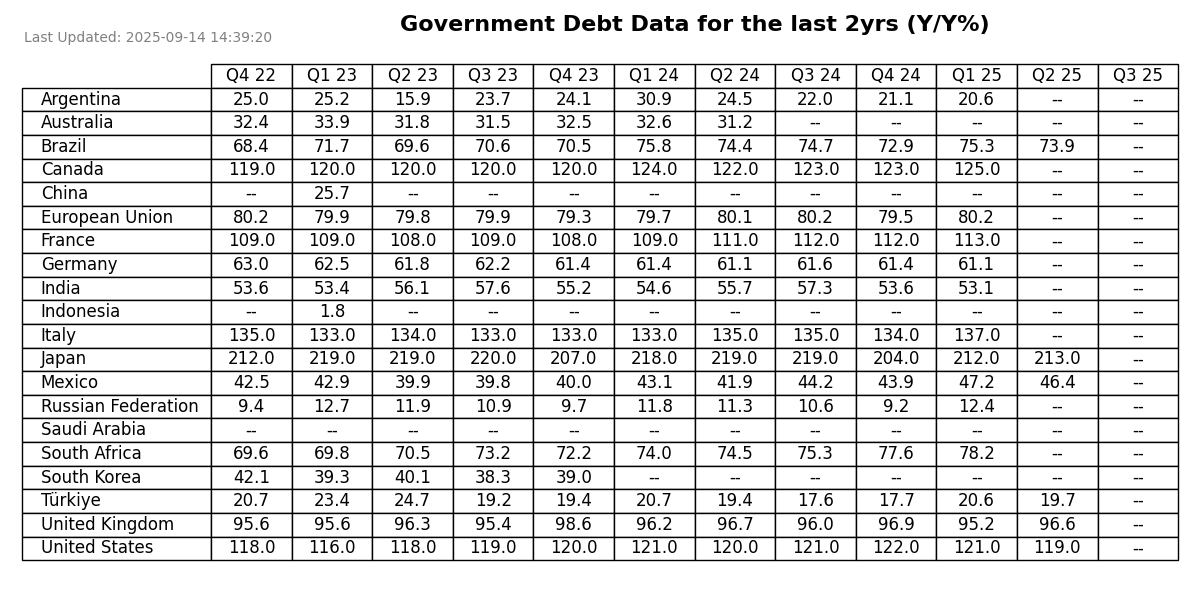 Government Debt Data for the last 2yrs (Y/Y%)
Last Updated: 2025-09-14 14:39:20
Q4 22 Q1 23 Q2 23 Q3 23 Q4 23 Q1 24 Q2 24 Q3 24 Q4 24 Q1 25 Q2 25 Q3 25
Argentina 25.0 25.2 15.9 23.7 24.1 30.9 24.5 22.0 21.1 20.6 -- --
Australia 32.4 33.9 31.8 31.5 32.5 32.6 31.2 -- -- -- -- --
Brazil 68.4 71.7 69.6 70.6 70.5 75.8 74.4 74.7 72.9 75.3 73.9 --
Canada 119.0 120.0 120.0 120.0 120.0 124.0 122.0 123.0 123.0 125.0 -- --
China -- 25.7 -- -- -- -- -- -- -- -- -- --
European Union 80.2 79.9 79.8 79.9 79.3 79.7 80.1 80.2 79.5 80.2 -- --
France 109.0 109.0 108.0 109.0 108.0 109.0 111.0 112.0 112.0 113.0 -- --
Germany 63.0 62.5 61.8 62.2 61.4 61.4 61.1 61.6 61.4 61.1 -- --
India 53.6 53.4 56.1 57.6 55.2 54.6 55.7 57.3 53.6 53.1 -- --
Indonesia -- 1.8 -- -- -- -- -- -- -- -- -- --
Italy 135.0 133.0 134.0 133.0 133.0 133.0 135.0 135.0 134.0 137.0 -- --
Japan 212.0 219.0 219.0 220.0 207.0 218.0 219.0 219.0 204.0 212.0 213.0 --
Mexico 42.5 42.9 39.9 39.8 40.0 43.1 41.9 44.2 43.9 47.2 46.4 --
Russian Federation 9.4 12.7 11.9 10.9 9.7 11.8 11.3 10.6 9.2 12.4 -- --
Saudi Arabia -- -- -- -- -- -- -- -- -- -- -- --
South Africa 69.6 69.8 70.5 73.2 72.2 74.0 74.5 75.3 77.6 78.2 -- --
South Korea 42.1 39.3 40.1 38.3 39.0 -- -- -- -- -- -- --
Türkiye 20.7 23.4 24.7 19.2 19.4 20.7 19.4 17.6 17.7 20.6 19.7 --
United Kingdom 95.6 95.6 96.3 95.4 98.6 96.2 96.7 96.0 96.9 95.2 96.6 --
United States 118.0 116.0 118.0 119.0 120.0 121.0 120.0 121.0 122.0 121.0 119.0 --